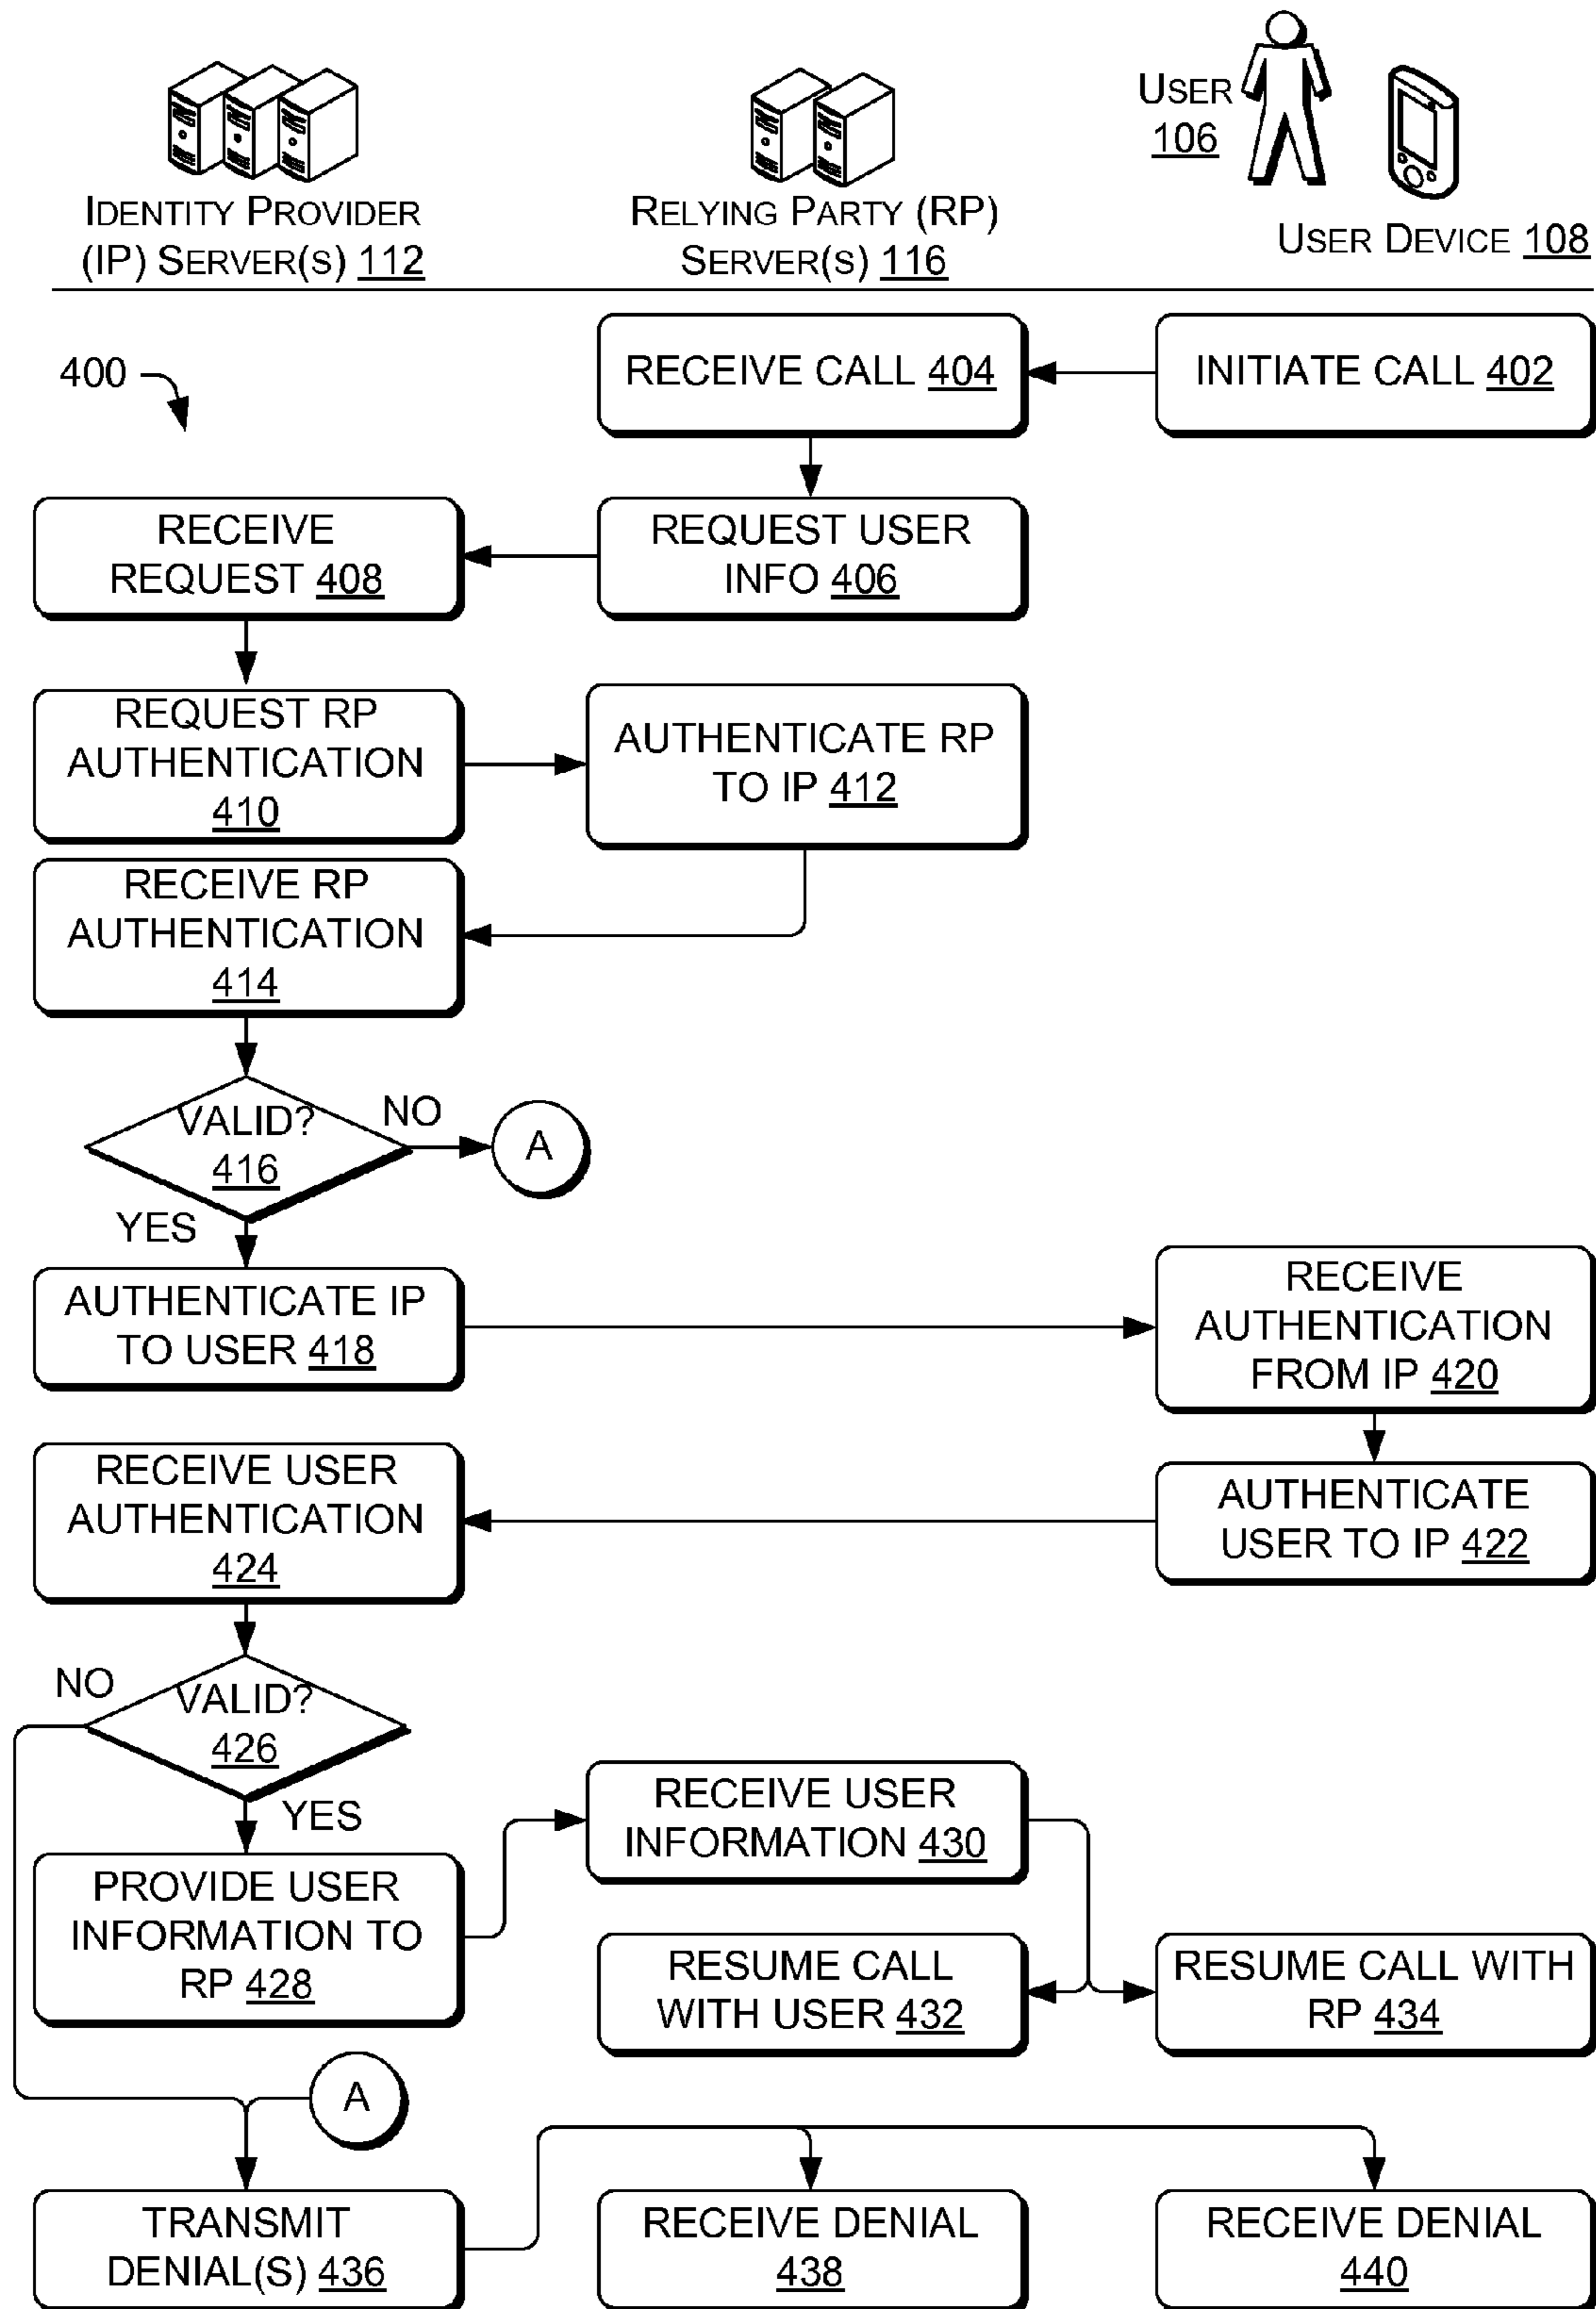 USER
106
IDENTITY PROVIDER
(IP) SERVER(S) 112
RELYING PARTY (RP)
SERVER(S) 116
USER DEVICE 108
400
RECEIVE CALL 404
INITIATE CALL 402
RECEIVE
REQUEST 408
REQUEST USER
INFO 406
REQUEST RP
AUTHENTICATION
410
AUTHENTICATE RP
TO IP 412
RECEIVE RP
AUTHENTICATION
414
VALID?
416
NO
A
YES
AUTHENTICATE IP
TO USER 418
RECEIVE
AUTHENTICATION
FROM IP 420
RECEIVE USER
AUTHENTICATION
424
AUTHENTICATE
USER TO IP 422
NO
VALID?
426
YES
RECEIVE USER
INFORMATION 430
PROVIDE USER
INFORMATION TO
RP 428
RESUME CALL
WITH USER 432
RESUME CALL WITH
RP 434
A
TRANSMIT
DENIAL(S) 436
RECEIVE DENIAL
438
RECEIVE DENIAL
440